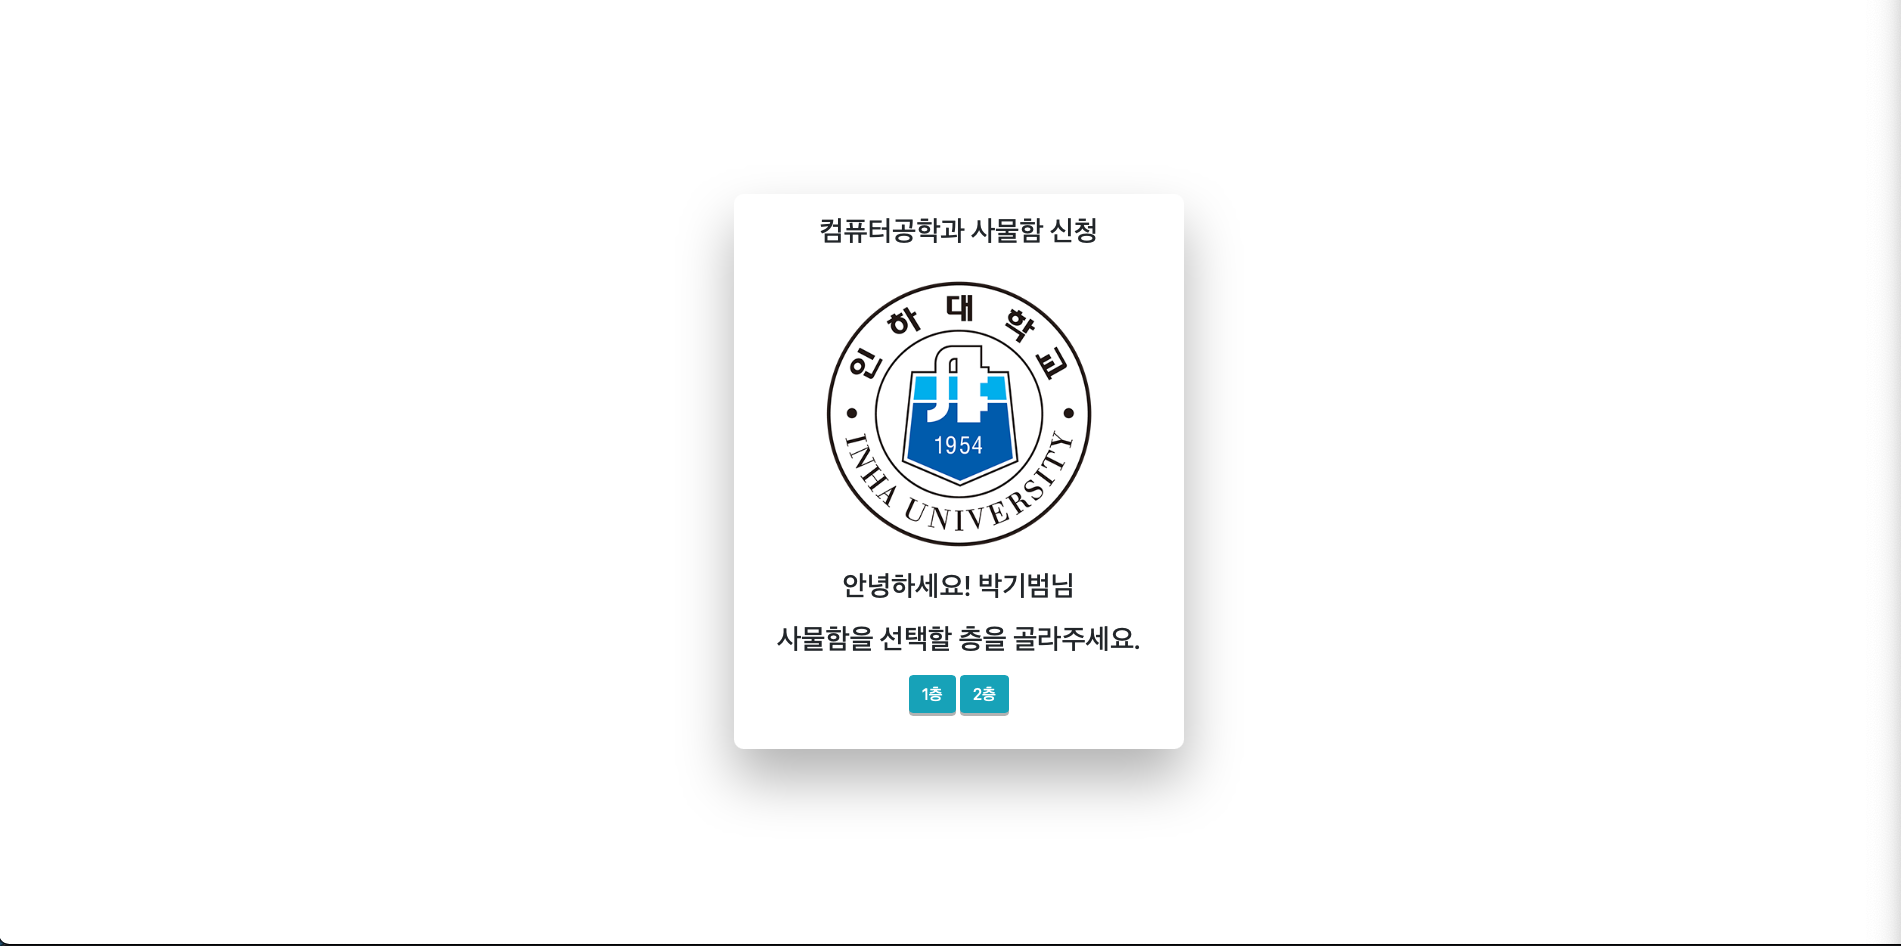 컴퓨터공학과 사물함 신청
인하대학교
1954
INHA UNIVERSITY
안녕하세요! 박기범님
사물함을 선택할 층을 골라주세요.
1층 2층